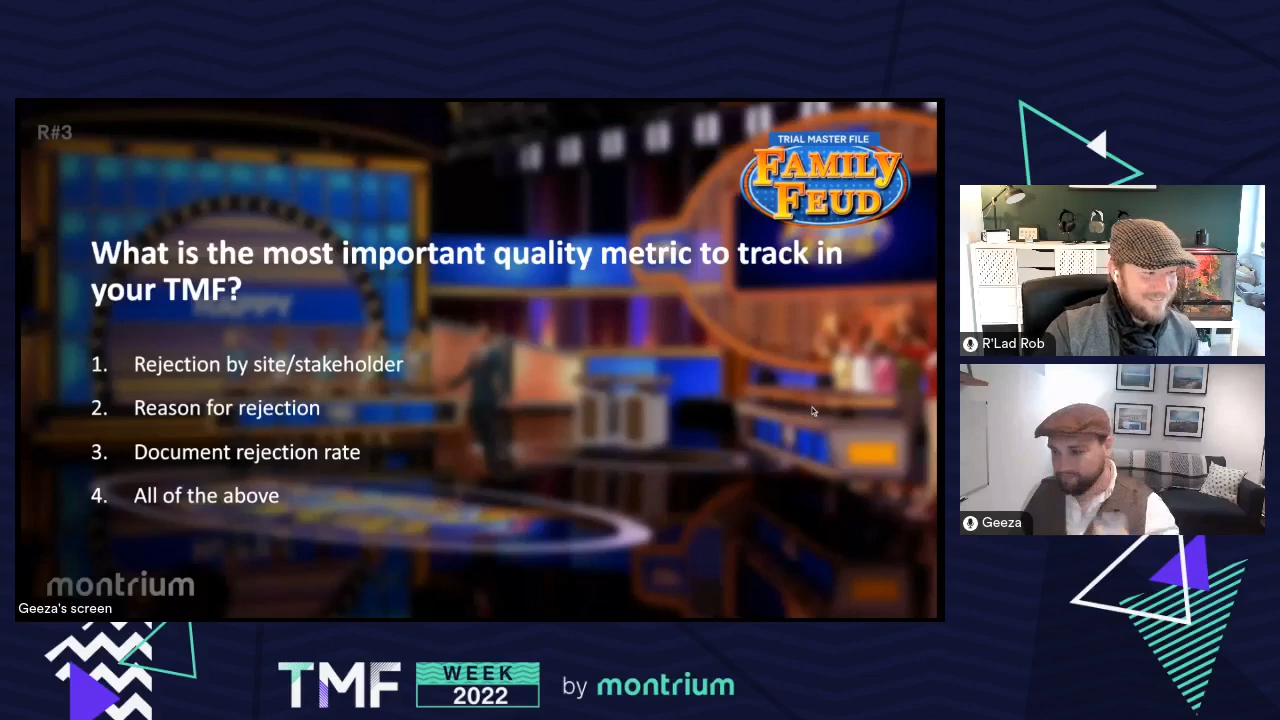 R#3
TRIAL MASTER FILE
FAMILY
FEUD
What is the most important quality metric to track in
your TMF?
1. Rejection by site/stakeholder
2. Reason for rejection
3. Document rejection rate
4. All of the above
montrium
Geeza's screen
R'Lad Rob
Geeza
TMF WEEK
2022
by montrium